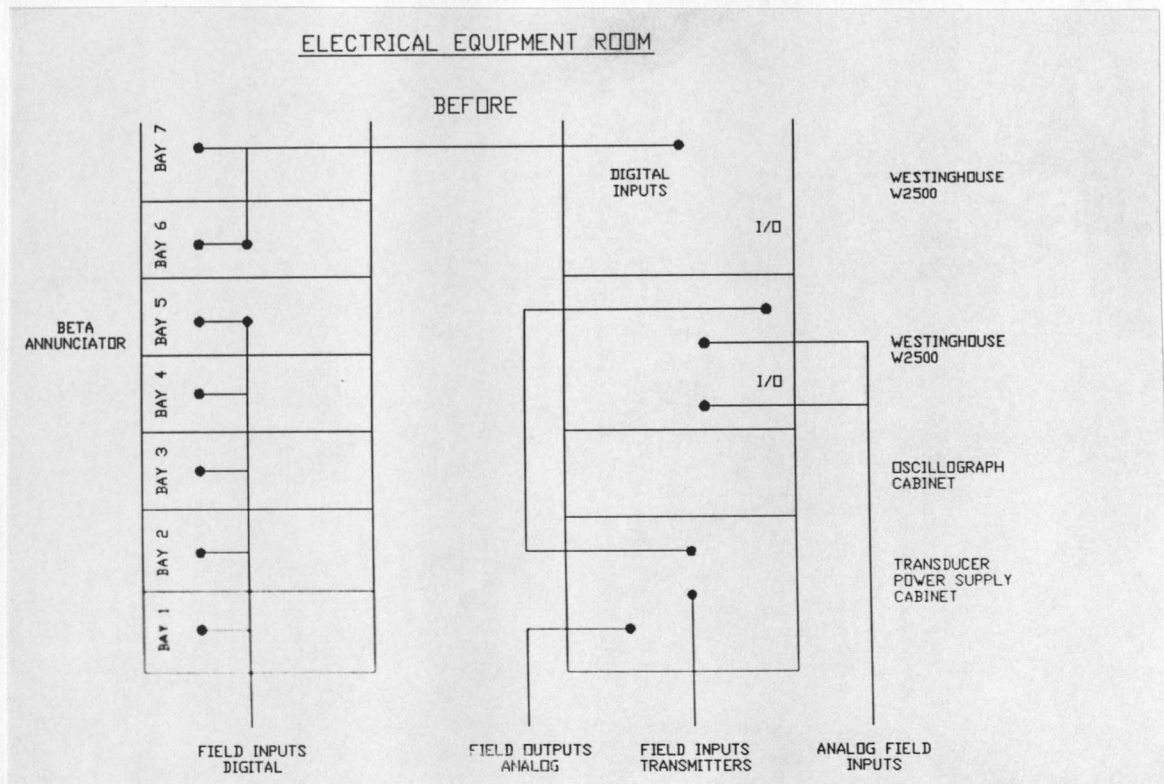 ELECTRICAL EQUIPMENT ROOM
BEFORE
BAY 7
BAY 6
BAY 5
BAY 4
BAY 3
BAY 2
BAY 1
BETA
ANNUNCIATOR
DIGITAL
INPUTS
I/O
WESTINGHOUSE
W2500
I/O
WESTINGHOUSE
W2500
OSCILLOGRAPH
CABINET
TRANSDUCER
POWER SUPPLY
CABINET
FIELD INPUTS
DIGITAL
FIELD OUTPUTS
ANALOG
FIELD INPUTS
TRANSMITTERS
ANALOG FIELD
INPUTS